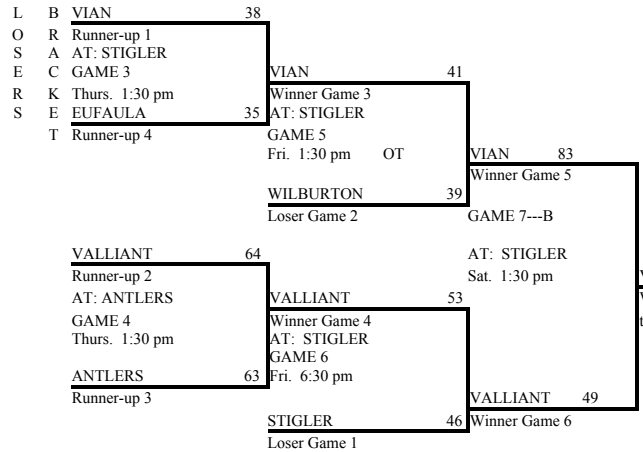 L B VIAN 38
O R Runner-up 1
S A AT: STIGLER
E C GAME 3
VIAN 41
R K Thurs. 1:30 pm
Winner Game 3
S E EUFAULA 35
AT: STIGLER
T Runner-up 4
GAME 5
Fri. 1:30 pm OT
VIAN 83
Winner Game 5
WILBURTON 39
Loser Game 2
GAME 7---B
VALLIANT 64
AT: STIGLER
Runner-up 2
Sat. 1:30 pm
AT: ANTLERS
VALLIANT 53
GAME 4
Winner Game 4
Thurs. 1:30 pm
AT: STIGLER
GAME 6
ANTLERS 63
Fri. 6:30 pm
Runner-up 3
VALLIANT 49
STIGLER 46
Winner Game 6
Loser Game 1